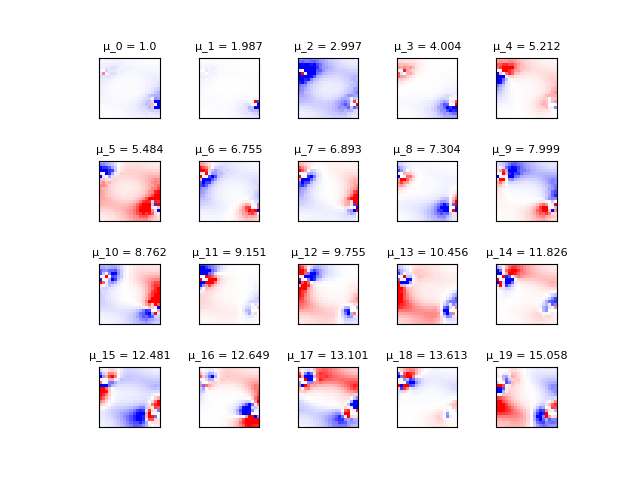 μ_0 = 1.0 μ_1 = 1.987 μ_2 = 2.997 μ_3 = 4.004 μ_4 = 5.212
μ_5 = 5.484 μ_6 = 6.755 μ_7 = 6.893 μ_8 = 7.304 μ_9 = 7.999
μ_10 = 8.762 μ_11 = 9.151 μ_12 = 9.755 μ_13 = 10.456 μ_14 = 11.826
μ_15 = 12.481 μ_16 = 12.649 μ_17 = 13.101 μ_18 = 13.613 μ_19 = 15.058